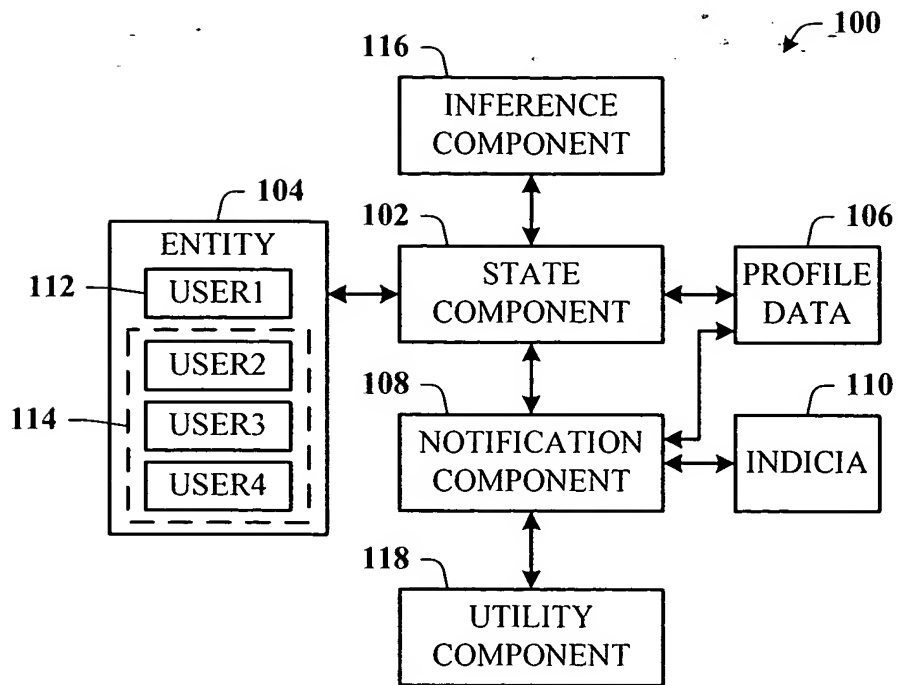 100
116
INFERENCE
COMPONENT
104
ENTITY
112
USER1
USER2
114
USER3
USER4
102
STATE
COMPONENT
106
PROFILE
DATA
108
NOTIFICATION
COMPONENT
110
INDICIA
118
UTILITY
COMPONENT